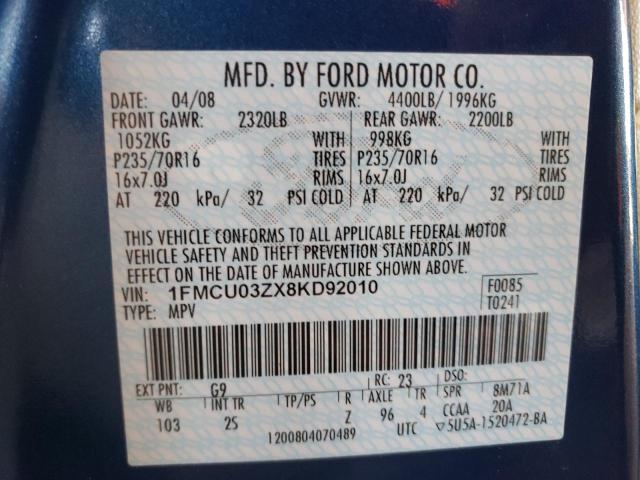 MFD. BY FORD MOTOR CO.
DATE: 04/08 GVWR: 4400LB/ 1996KG
FRONT GAWR: 2320LB REAR GAWR: 2200LB
1052KG WITH 998KG WITH
P235/70R16 TIRES P235/70R16 TIRES
16x7.0J RIMS 16x7.0J RIMS
AT 220 kPa/ 32 PSI COLD AT 220 kPa/ 32 PSI COLD
THIS VEHICLE CONFORMS TO ALL APPLICABLE FEDERAL MOTOR
VEHICLE SAFETY AND THEFT PREVENTION STANDARDS IN
EFFECT ON THE DATE OF MANUFACTURE SHOWN ABOVE.
VIN: 1FMCU03ZX8KD92010 F0085
TYPE: MPV T0241
EXT PNT: G9 RC: 23 DSO:
WB INT TR TP/PS R AXLE TR SPR 8M71A
103 2S Z 96 4 CCAA 20A
1200804070489 UTC ▽5U5A-1520472-BA